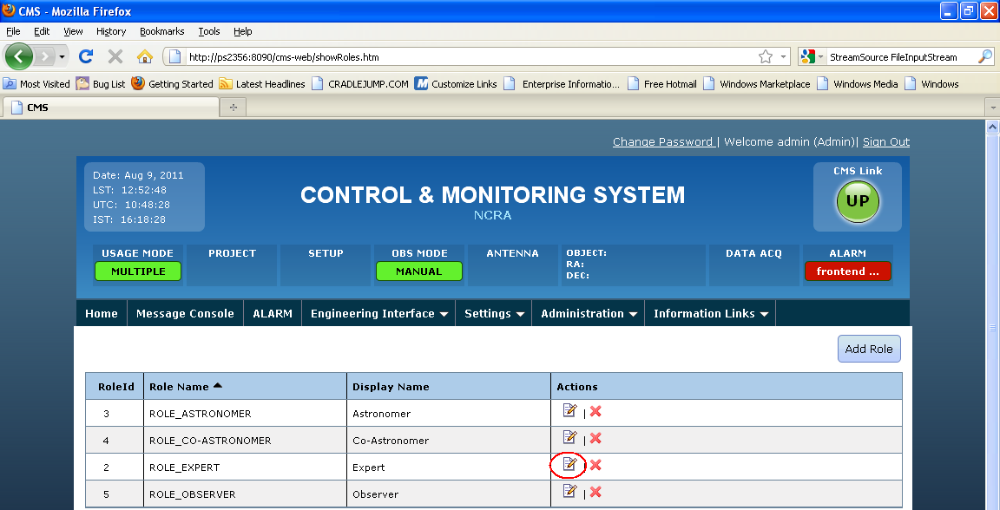 CMS - Mozilla Firefox
File Edit View History Bookmarks Tools Help
http://ps2356:8090/cms-web/showRoles.htm StreamSource FileInputStream
Most Visited Bug List Getting Started Latest Headlines CRADLEJUMP.COM Customize Links Enterprise Informatio... Free Hotmail Windows Marketplace Windows Media Windows
CMS
Change Password | Welcome admin (Admin)| Sign Out
Date: Aug 9, 2011
LST: 12:52:48
UTC: 10:48:28
IST: 16:18:28
CONTROL & MONITORING SYSTEM
NCRA
CMS Link
UP
USAGE MODE PROJECT SETUP OBS MODE ANTENNA OBJECT: DATA ACQ ALARM
RA:
DEC:
MULTIPLE MANUAL frontend ...
Home Message Console ALARM Engineering Interface Settings Administration Information Links
Add Role
RoleId Role Name Display Name Actions
3 ROLE_ASTRONOMER Astronomer |
4 ROLE_CO-ASTRONOMER Co-Astronomer |
2 ROLE_EXPERT Expert
5 ROLE_OBSERVER Observer |